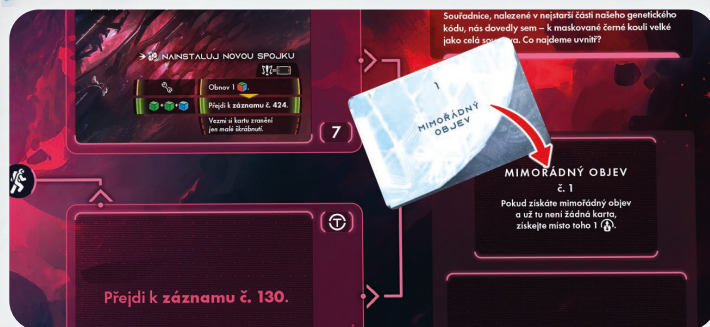 → NAINSTALUJ NOVOU SPOJKU
Obnov 1
Přejdi k záznamu č. 424.
Vezmi si kartu zranění
jen malé škrábnutí.
7
T
Přejdi k záznamu č. 130.
Souřadnice, nalezené v nejstarší části našeho genetického
kódu, nás dovedly sem – k maskované černé kouli velké
jako celá
Co najdeme uvnitř?
1
MIMOŘÁDNÝ
OBJEV
MIMOŘÁDNÝ OBJEV
č. 1
Pokud získáte mimořádný objev
a už tu není žádná karta,
získejte místo toho 1